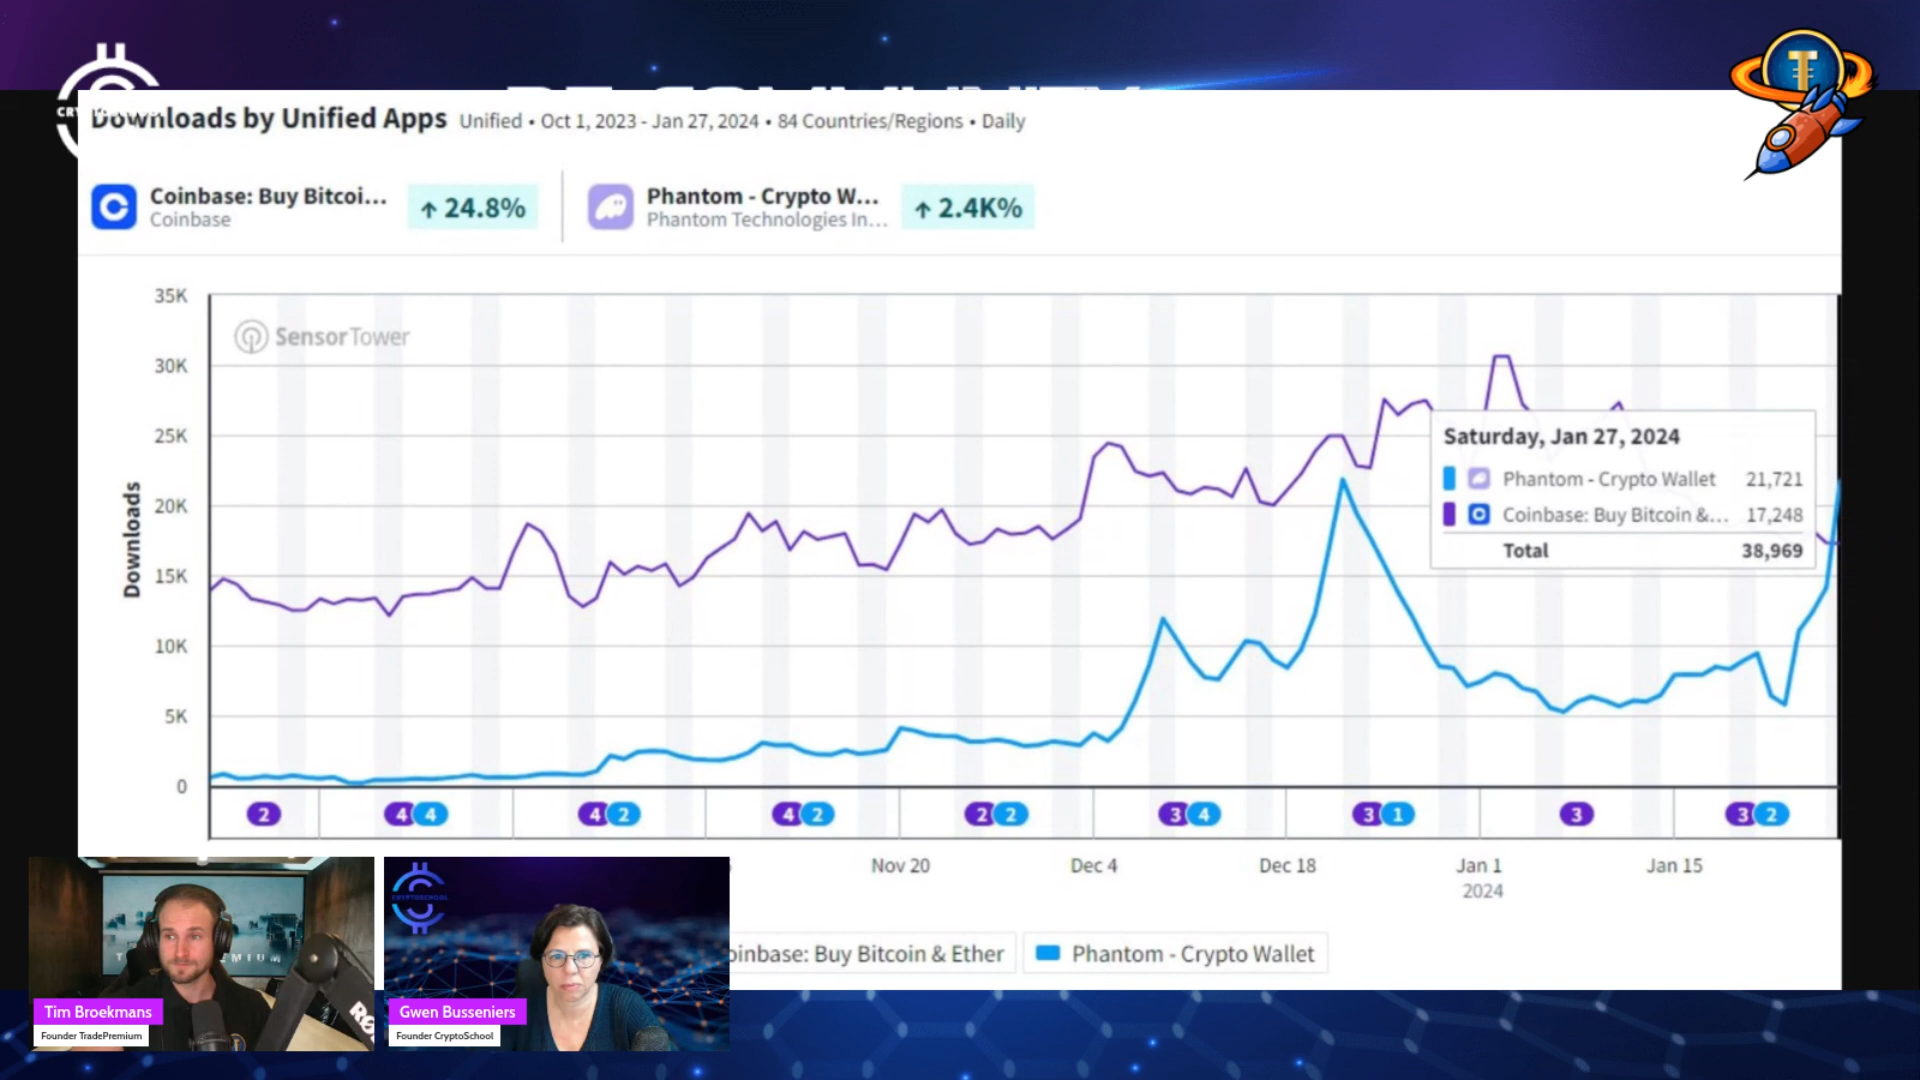 Downloads by Unified Apps Unified • Oct 1, 2023 - Jan 27, 2024 • 84 Countries/Regions • Daily
Coinbase: Buy Bitcoi... ↑ 24.8%
Coinbase
Phantom - Crypto W... ↑ 2.4K%
Phantom Technologies In...
SensorTower
Downloads
35K
30K
25K
20K
15K
10K
5K
0
Saturday, Jan 27, 2024
Phantom - Crypto Wallet 21,721
Coinbase: Buy Bitcoin &... 17,248
Total 38,969
2 4 4 4 2 4 2 2 2 3 4 3 1 3 3 2
Nov 20 Dec 4 Dec 18 Jan 1 Jan 15
2024
oinbase: Buy Bitcoin & Ether Phantom - Crypto Wallet
CRYPTOSCHOOL
Tim Broekmans
Founder TradePremium
Gwen Busseniers
Founder CryptoSchool